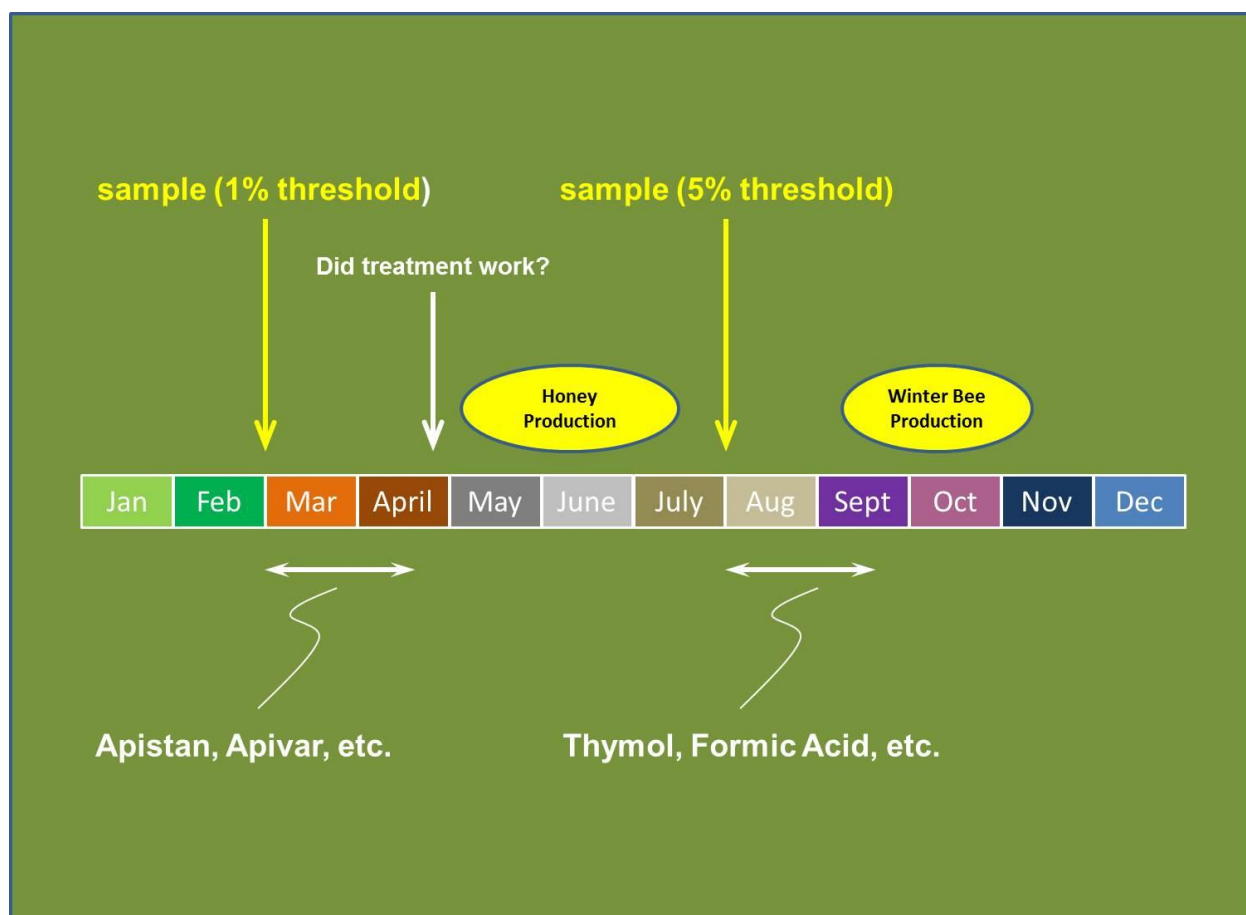 sample (1% threshold)
sample (5% threshold)
Did treatment work?
Honey
Production
Winter Bee
Production
Jan Feb Mar April May June July Aug Sept Oct Nov Dec
Apistan, Apivar, etc.
Thymol, Formic Acid, etc.